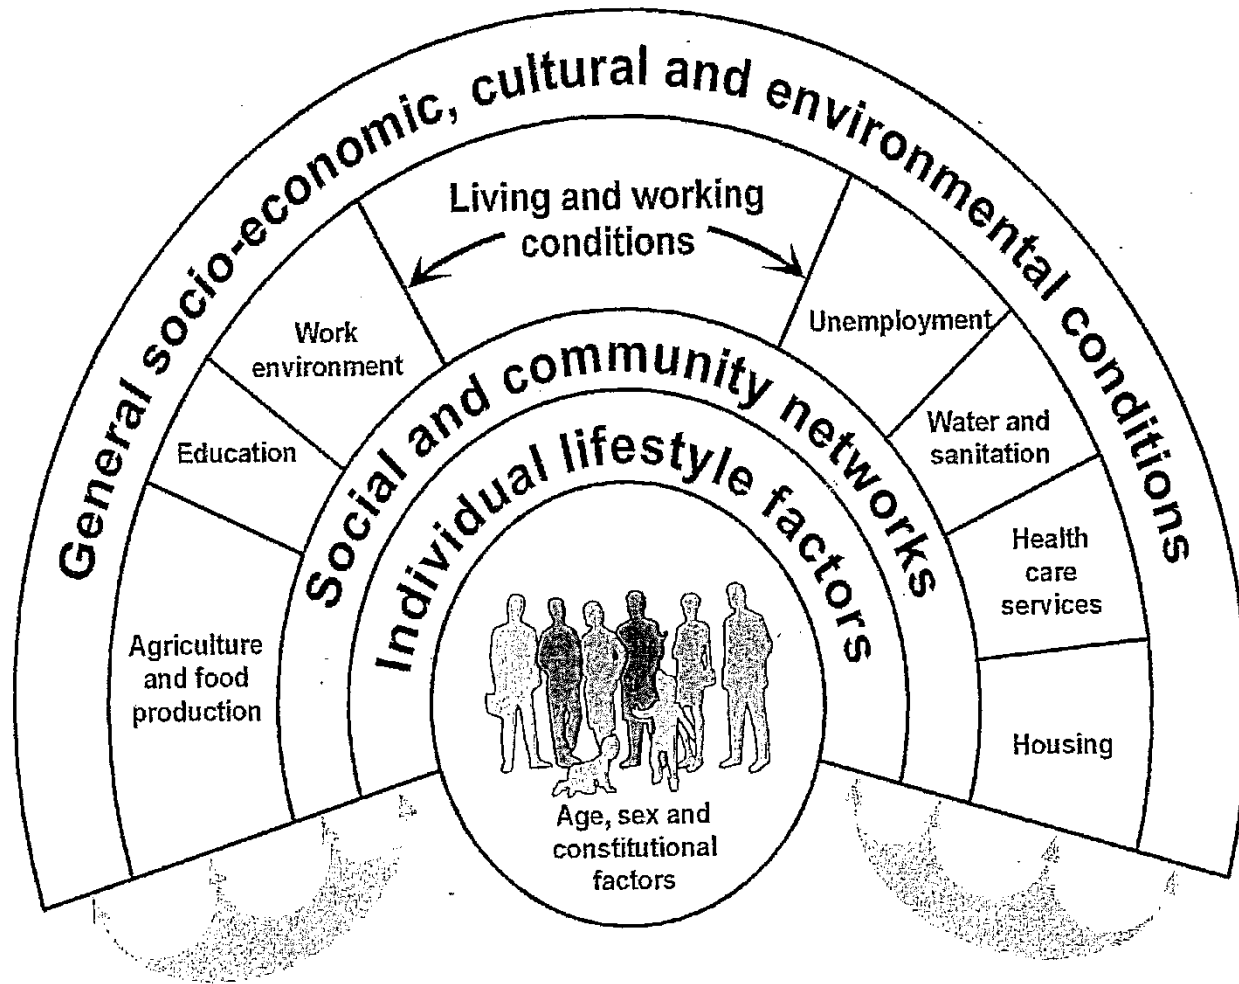 General socio-economic, cultural and environmental conditions
Living and working
conditions
Work
environment
Unemployment
Education
Water and
sanitation
Agriculture
and food
production
Health
care
services
Housing
Social and community networks
Individual lifestyle factors
Age, sex and
constitutional
factors